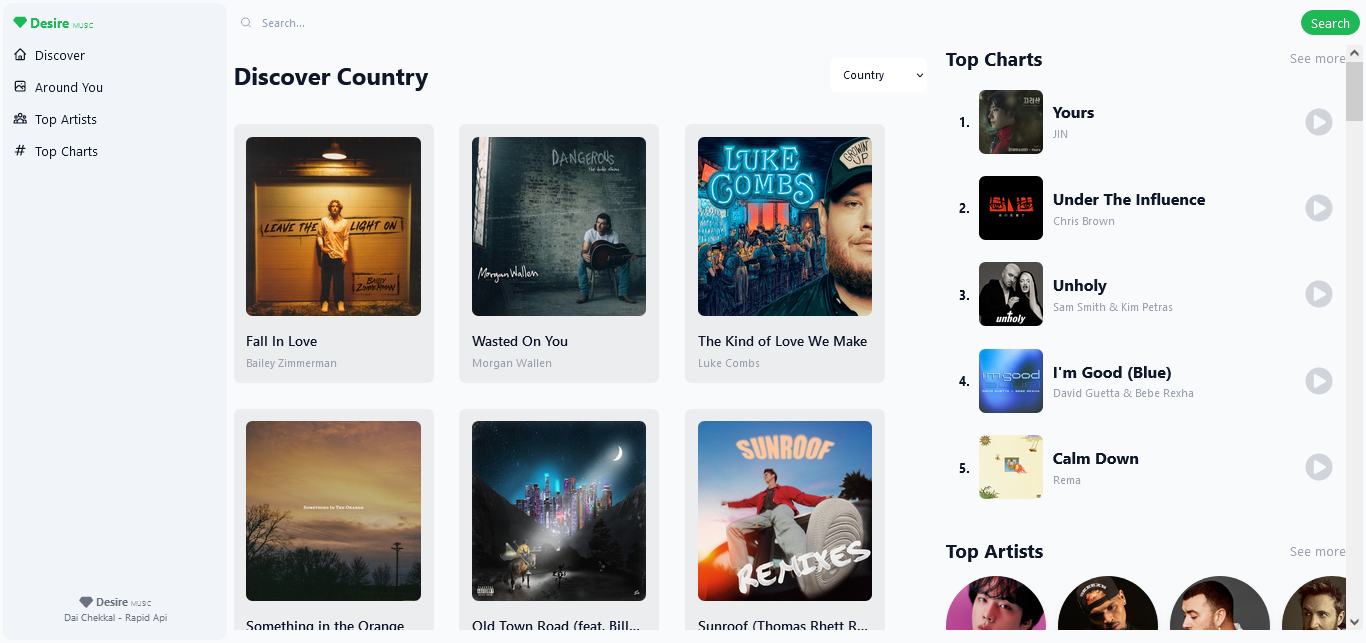 Desire MUSIC
Discover
Around You
Top Artists
Top Charts
Desire MUSIC
Dai Chekkal - Rapid Api
Search...
Search
Discover Country
Country
LEAVE THE LIGHT ON
BAILEY ZIMMERMAN
Fall In Love
Bailey Zimmerman
DANGEROUS
the double album
Morgan Wallen
Wasted On You
Morgan Wallen
LUKE COMBS
GROWIN' UP
The Kind of Love We Make
Luke Combs
SOMETHING IN THE ORANGE
Something in the Orange
Old Town Road (feat. Bill...
SUNROOF
REMIXES
Sunroof (Thomas Rhett R...
Top Charts
See more
1.
Yours
JIN
2.
Under The Influence
Chris Brown
3.
unholy
Unholy
Sam Smith & Kim Petras
4.
i'm good
I'm Good (Blue)
David Guetta & Bebe Rexha
5.
Calm Down
Rema
Top Artists
See more